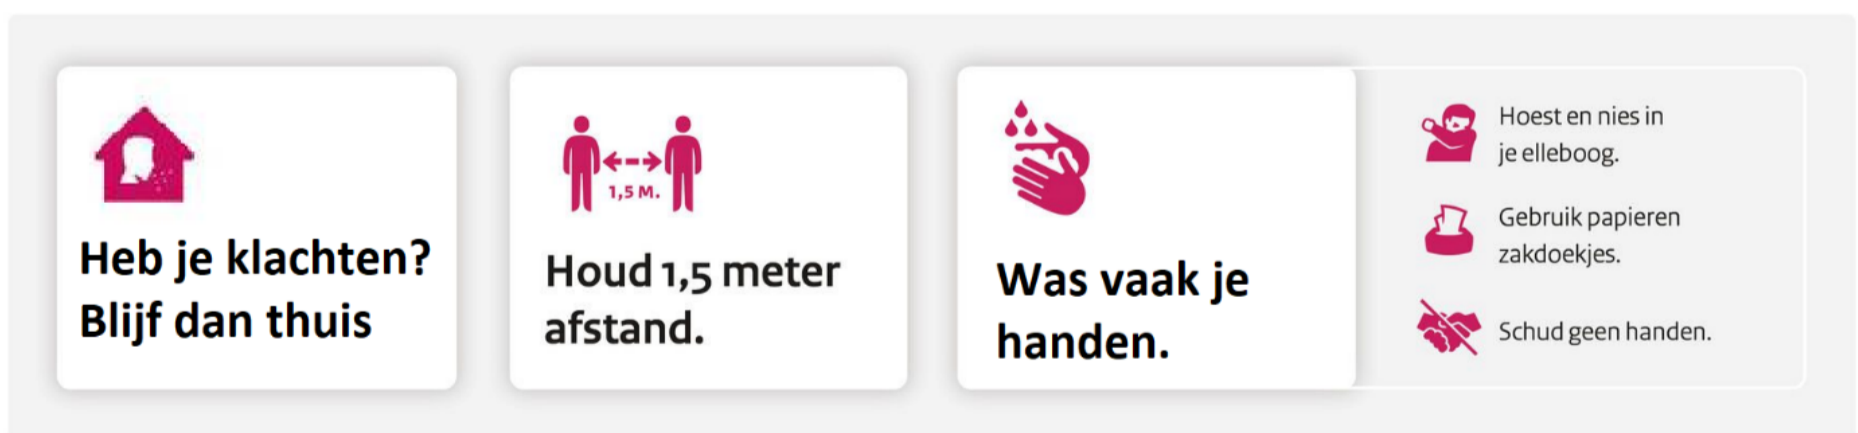 Heb je klachten?
Blijf dan thuis
1,5 M.
Houd 1,5 meter
afstand.
Was vaak je
handen.
Hoest en nies in
je elleboog.
Gebruik papieren
zakdoekjes.
Schud geen handen.